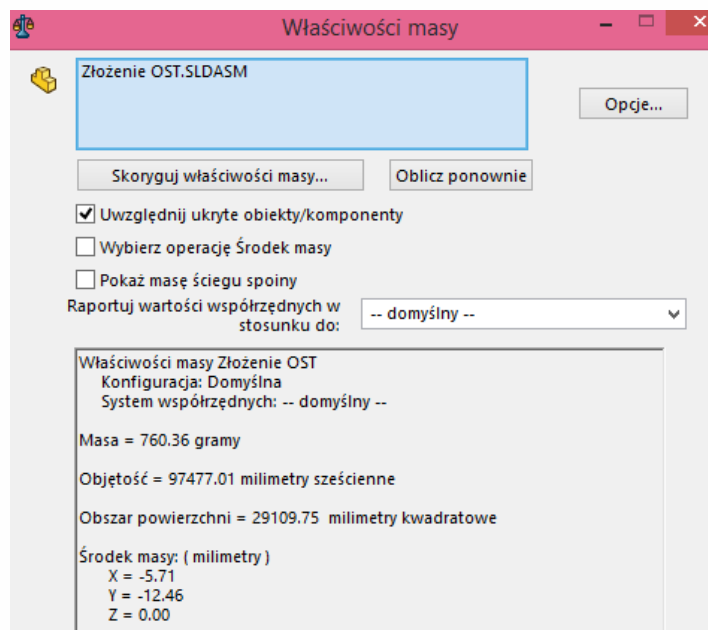 Właściwości masy
Złożenie OST.SLDASM
Opcje...
Skoryguj właściwości masy...
Oblicz ponownie
Uwzględnij ukryte obiekty/komponenty
Wybierz operację Środek masy
Pokaż masę ściegu spoiny
Raportuj wartości współrzędnych w
stosunku do:
-- domyślny --
Właściwości masy Złożenie OST
Konfiguracja: Domyślna
System współrzędnych: -- domyślny --
Masa = 760.36 gramy
Objętość = 97477.01 milimetry sześcienne
Obszar powierzchni = 29109.75 milimetry kwadratowe
Środek masy: ( milimetry )
X = -5.71
Y = -12.46
Z = 0.00